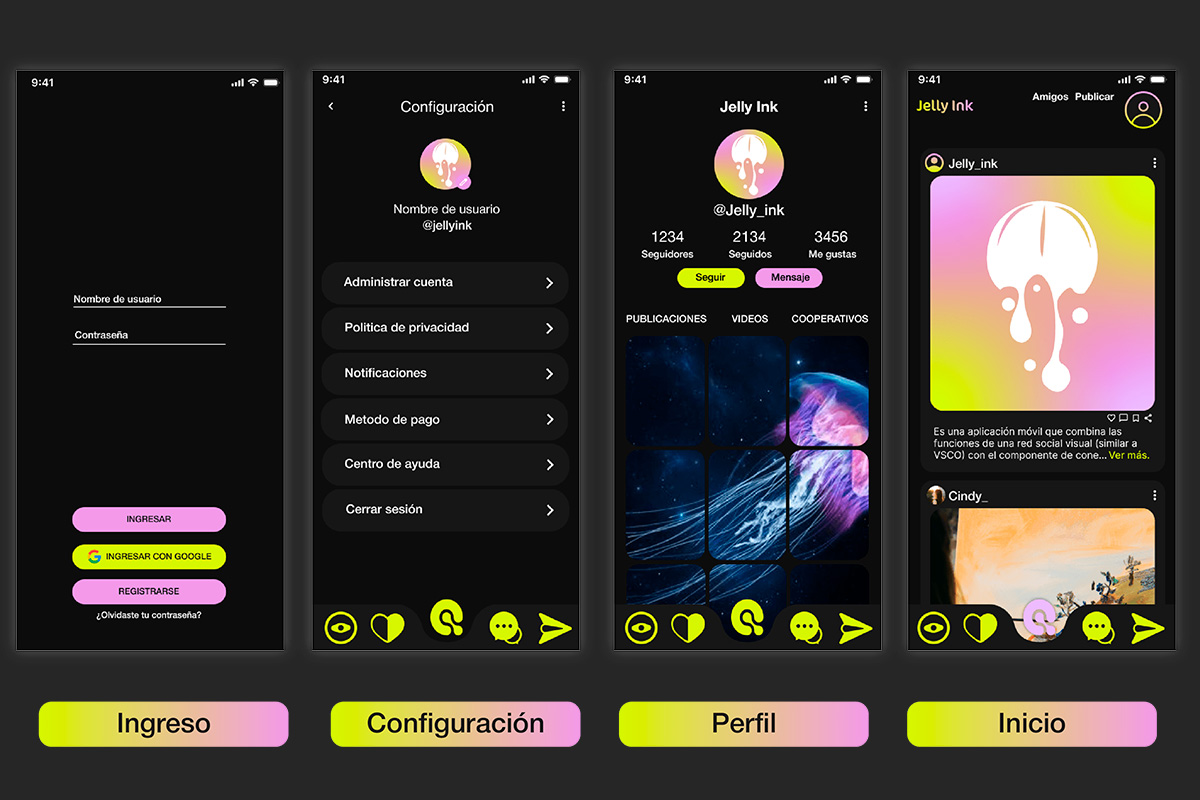 9:41
Nombre de usuario
Contraseña
INGRESAR
INGRESAR CON GOOGLE
REGISTRARSE
¿Olvidaste tu contraseña?
9:41
Configuración
Nombre de usuario
@jellyink
Administrar cuenta
Politica de privacidad
Notificaciones
Metodo de pago
Centro de ayuda
Cerrar sesión
9:41
Jelly Ink
@Jelly_ink
1234 2134 3456
Seguidores Seguidos Me gustas
Seguir Mensaje
PUBLICACIONES VIDEOS COOPERATIVOS
9:41
Jelly Ink Amigos Publicar
Jelly_ink
Es una aplicación móvil que combina las
funciones de una red social visual (similar a
VSCO) con el componente de cone... Ver más.
Cindy_
Ingreso Configuración Perfil Inicio